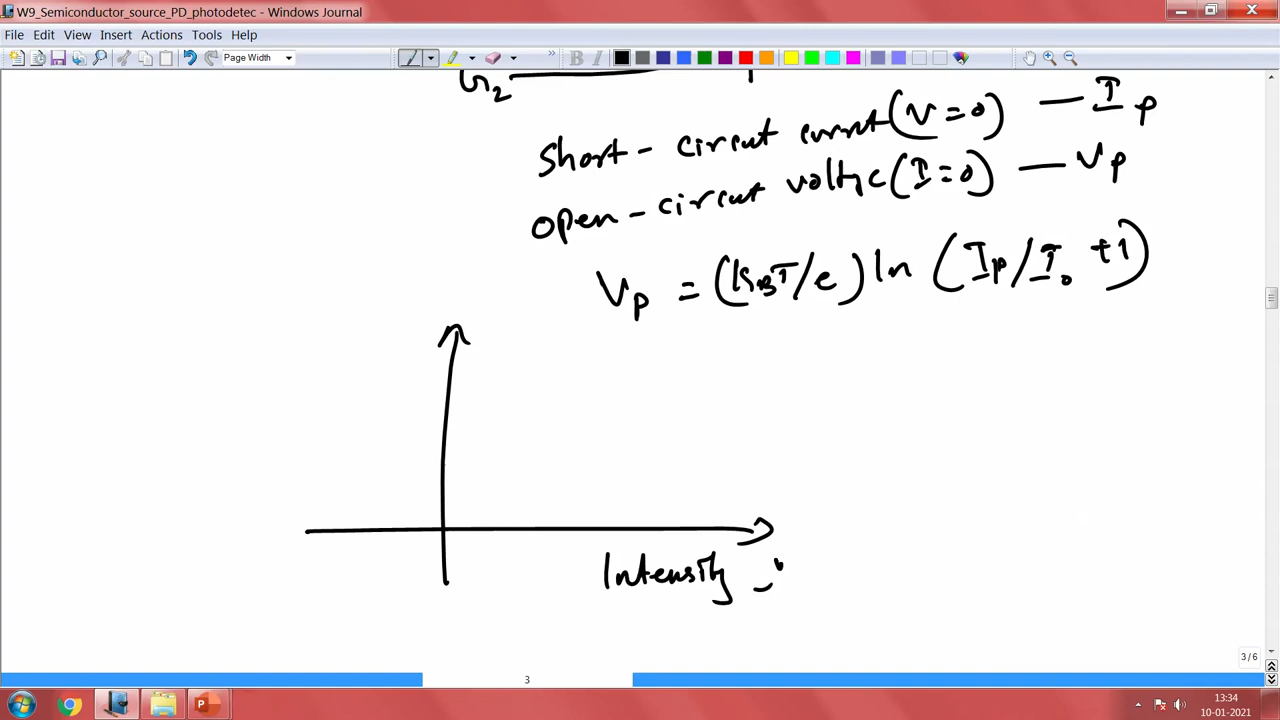 W9_Semiconductor_source_PD_photodetec - Windows Journal
File Edit View Insert Actions Tools Help
Page Width
G2
short-circuit current (V=0) — Ip
open-circuit voltage (I=0) — Vp
Vp = (KBT/e) ln (Ip/I0 +1)
Intensity
3/6
3
13:34
10-01-2021